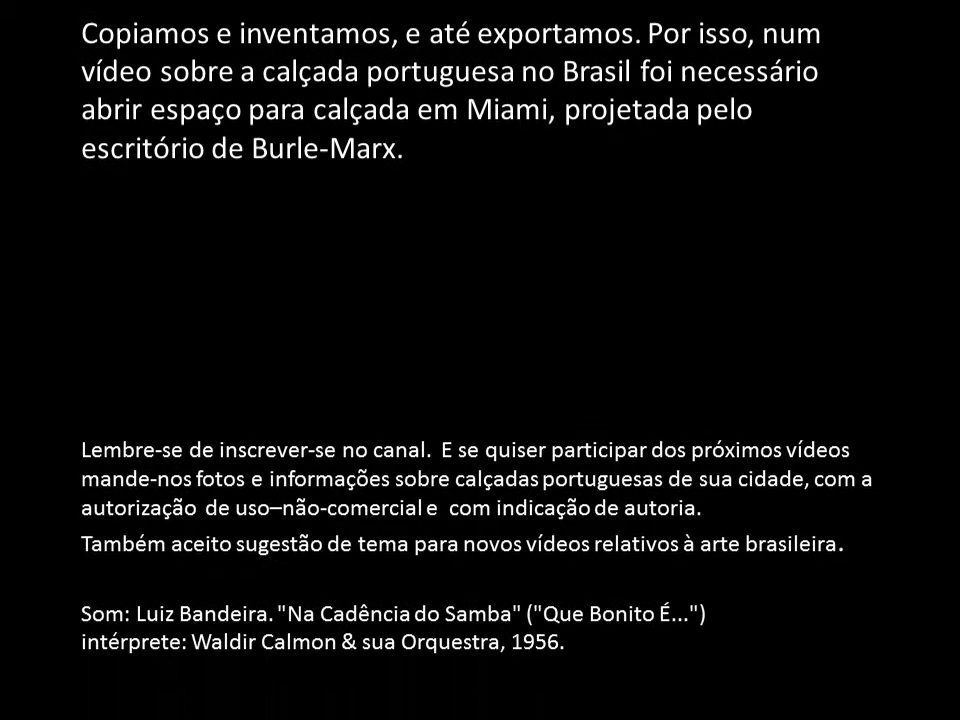 Copiamos e inventamos, e até exportamos. Por isso, num
vídeo sobre a calçada portuguesa no Brasil foi necessário
abrir espaço para calçada em Miami, projetada pelo
escritório de Burle-Marx.
Lembre-se de inscrever-se no canal.  E se quiser participar dos próximos vídeos
mande-nos fotos e informações sobre calçadas portuguesas de sua cidade, com a
autorização de uso–não-comercial e com indicação de autoria.
Também aceito sugestão de tema para novos vídeos relativos à arte brasileira.
Som: Luiz Bandeira. "Na Cadência do Samba" ("Que Bonito É...")
intérprete: Waldir Calmon & sua Orquestra, 1956.